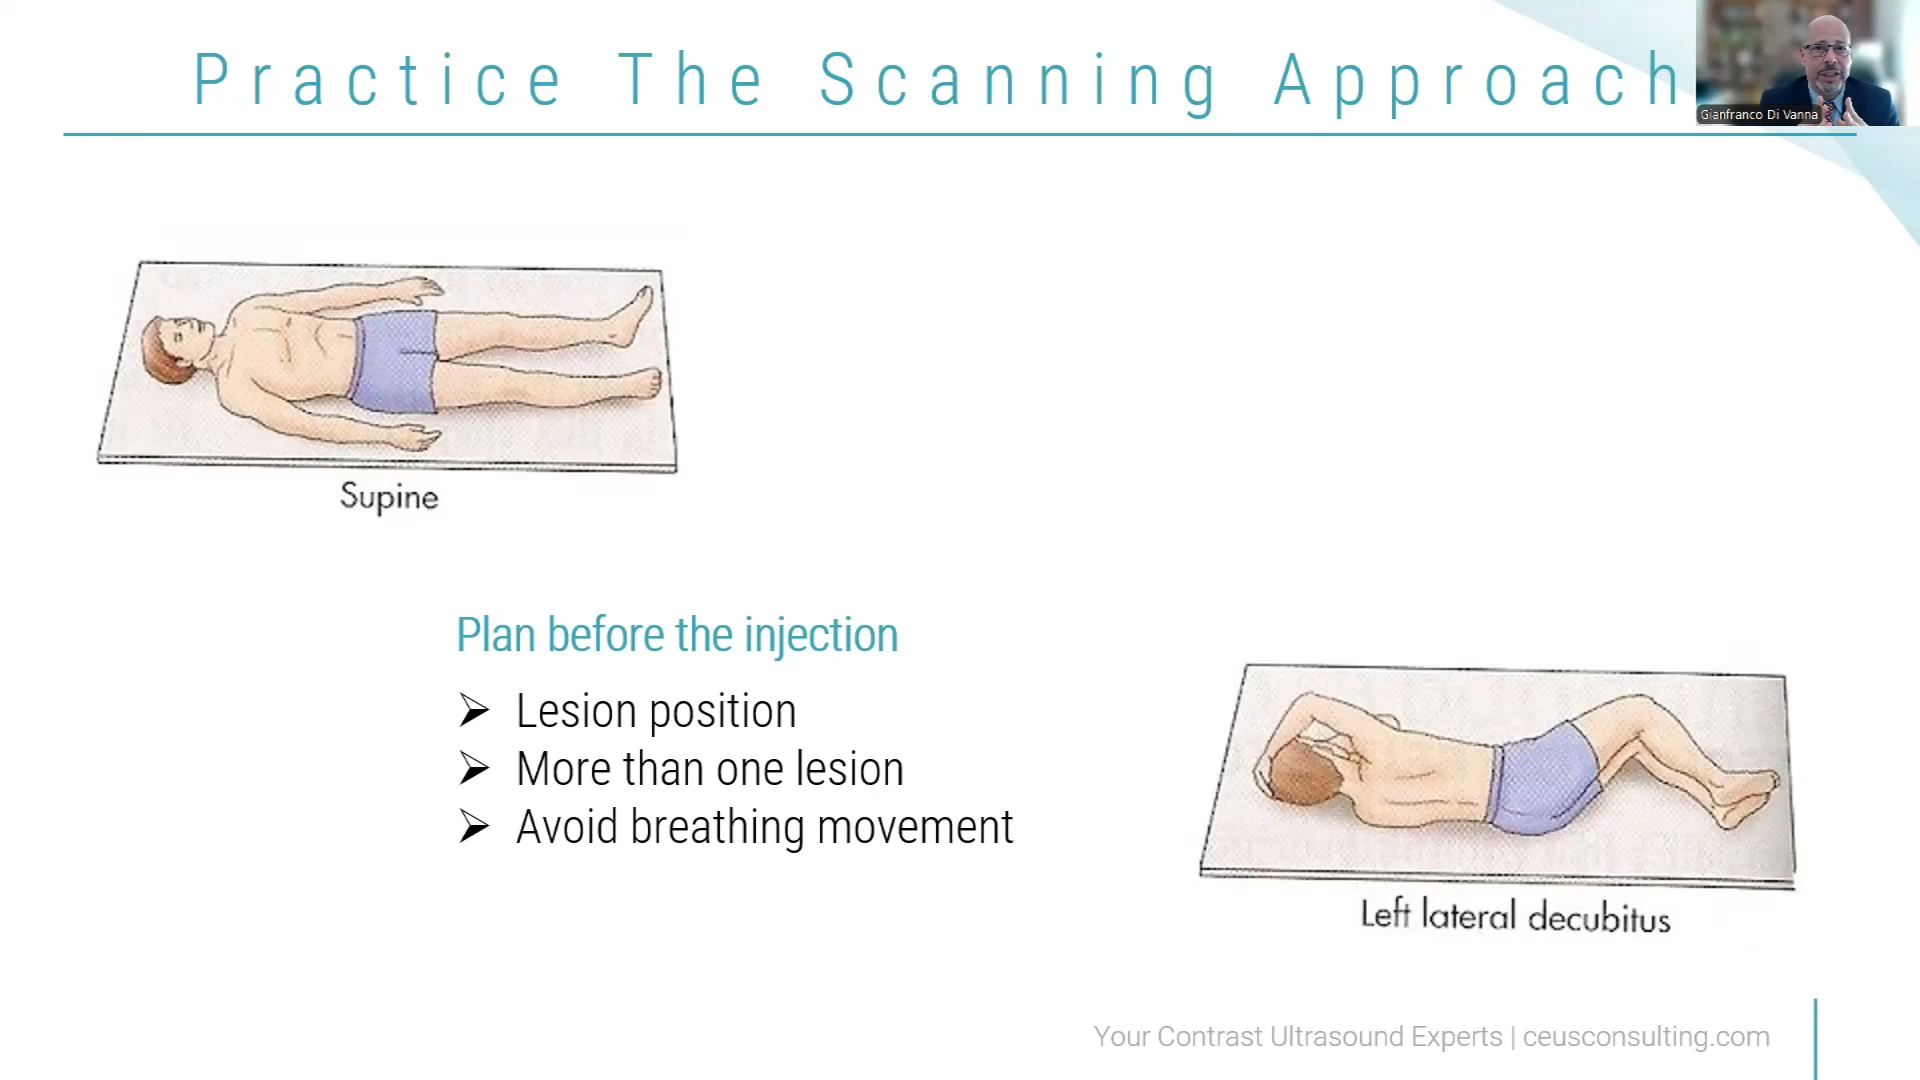 Practice The Scanning Approach
Gianfranco Di Vanna
Supine
Plan before the injection
➢ Lesion position
➢ More than one lesion
➢ Avoid breathing movement
Left lateral decubitus
Your Contrast Ultrasound Experts | ceusconsulting.com